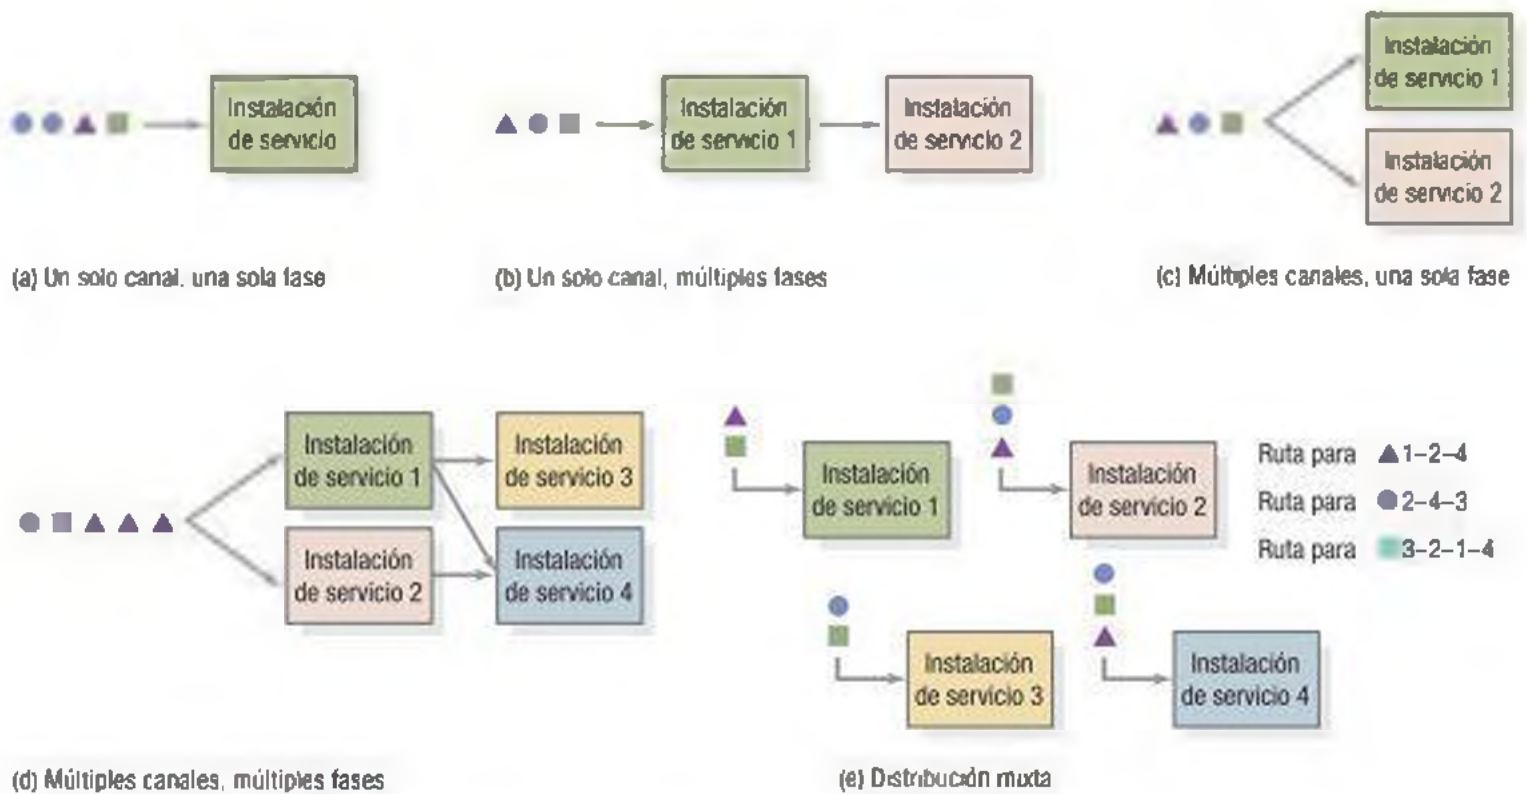 Instalación
de servicio
(a) Un solo canal, una sola fase
Instalación
de servicio 1
Instalación
de servicio 2
(b) Un solo canal, múltiples fases
Instalación
de servicio 1
Instalación
de servicio 2
(c) Múltiples canales, una sola fase
Instalación
de servicio 1
Instalación
de servicio 2
Instalación
de servicio 3
Instalación
de servicio 4
(d) Múltiples canales, múltiples fases
Instalación
de servicio 1
Instalación
de servicio 2
Instalación
de servicio 3
Instalación
de servicio 4
Ruta para 1–2–4
Ruta para 2–4–3
Ruta para 3–2–1–4
(e) Distribución mixta